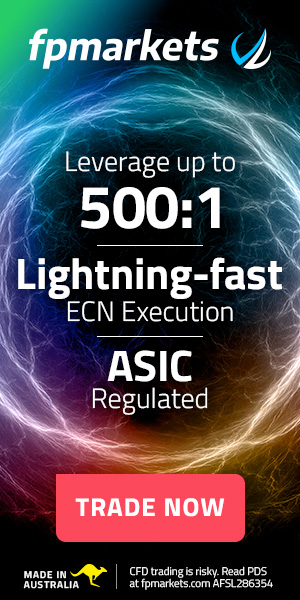 fpmarkets
Leverage up to
500:1
Lightning-fast
ECN Execution
ASIC
Regulated
TRADE NOW
MADE IN
AUSTRALIA
CFD trading is risky. Read PDS
at fpmarkets.com AFSL286354